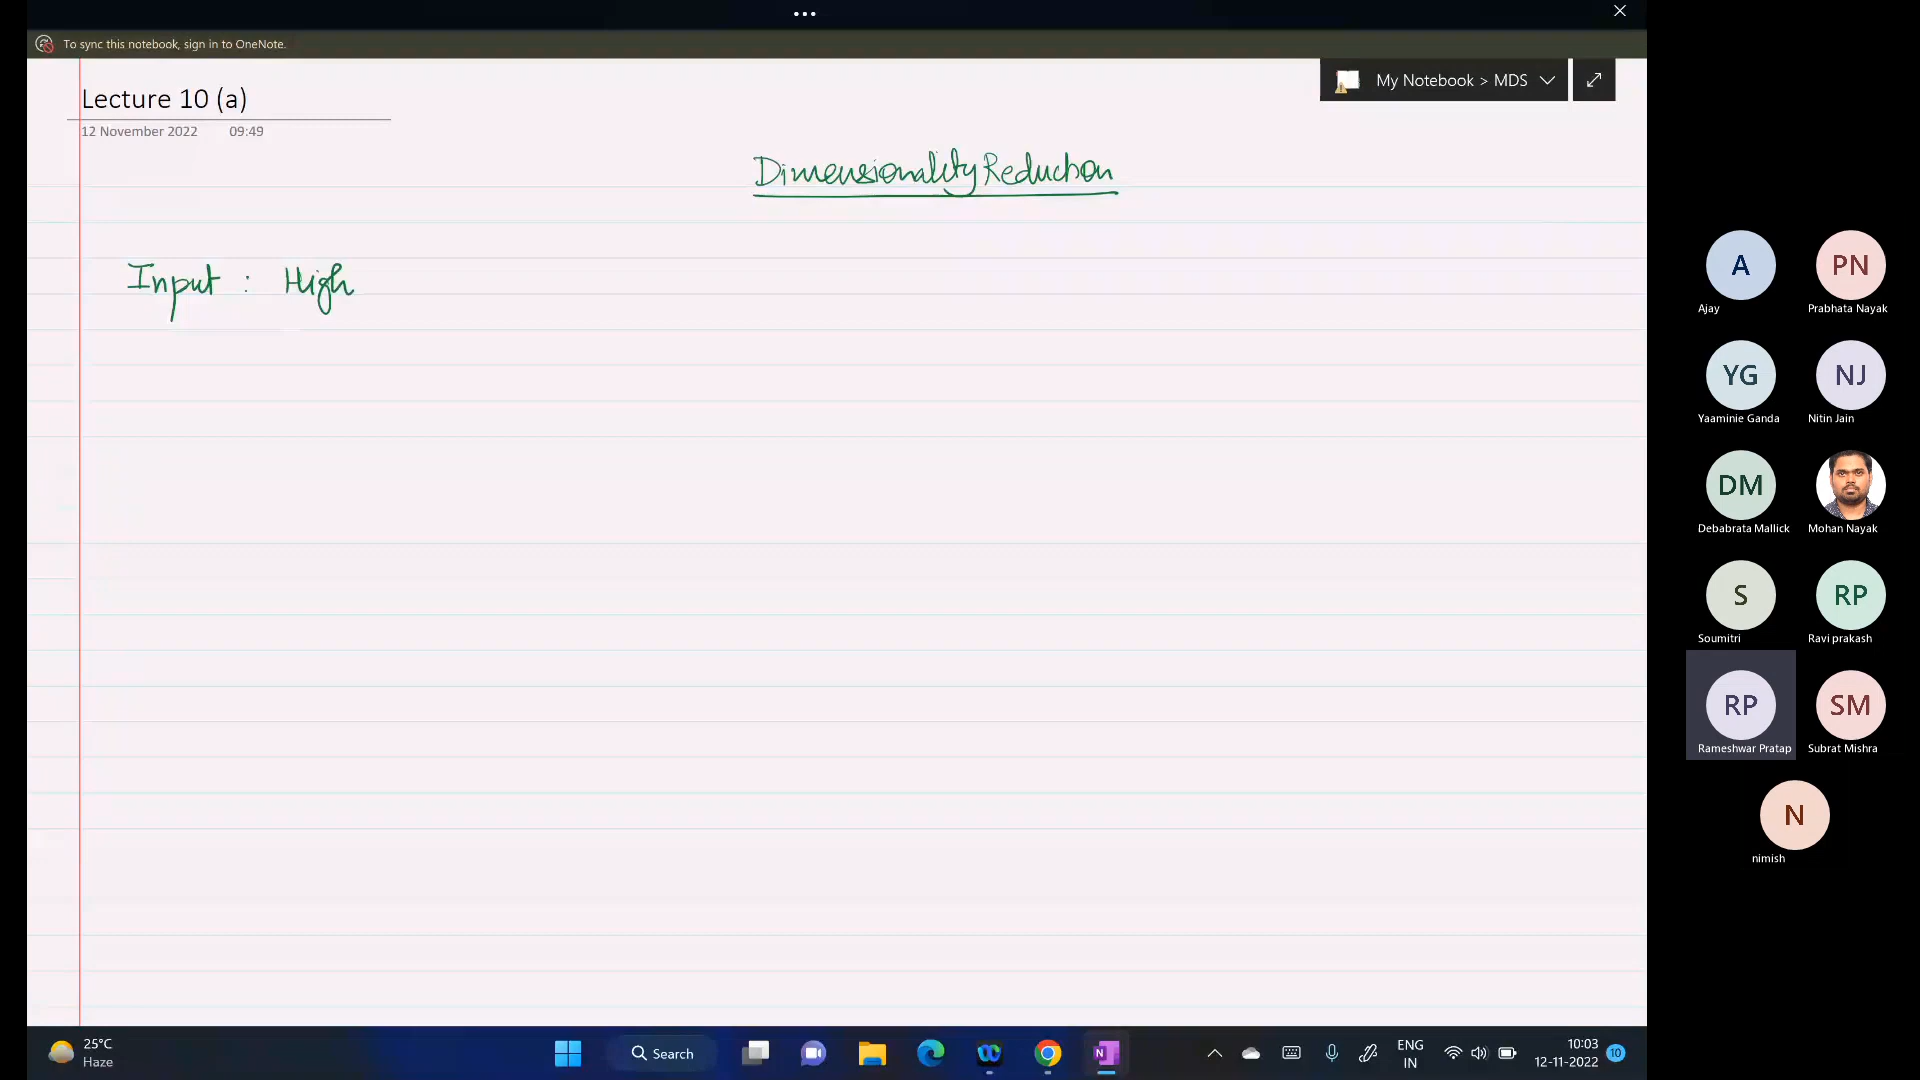 To sync this notebook, sign in to OneNote.
My Notebook > MDS
Lecture 10 (a)
12 November 2022 09:49
Dimensionality Reduction
Input : High
A
PN
Ajay
Prabhata Nayak
YG
NJ
Yaaminie Ganda
Nitin Jain
DM
Debabrata Mallick
Mohan Nayak
S
RP
Soumitri
Ravi prakash
RP
SM
Rameshwar Pratap
Subrat Mishra
N
nimish
25°C
Haze
Search
ENG
IN
10:03
12-11-2022
10